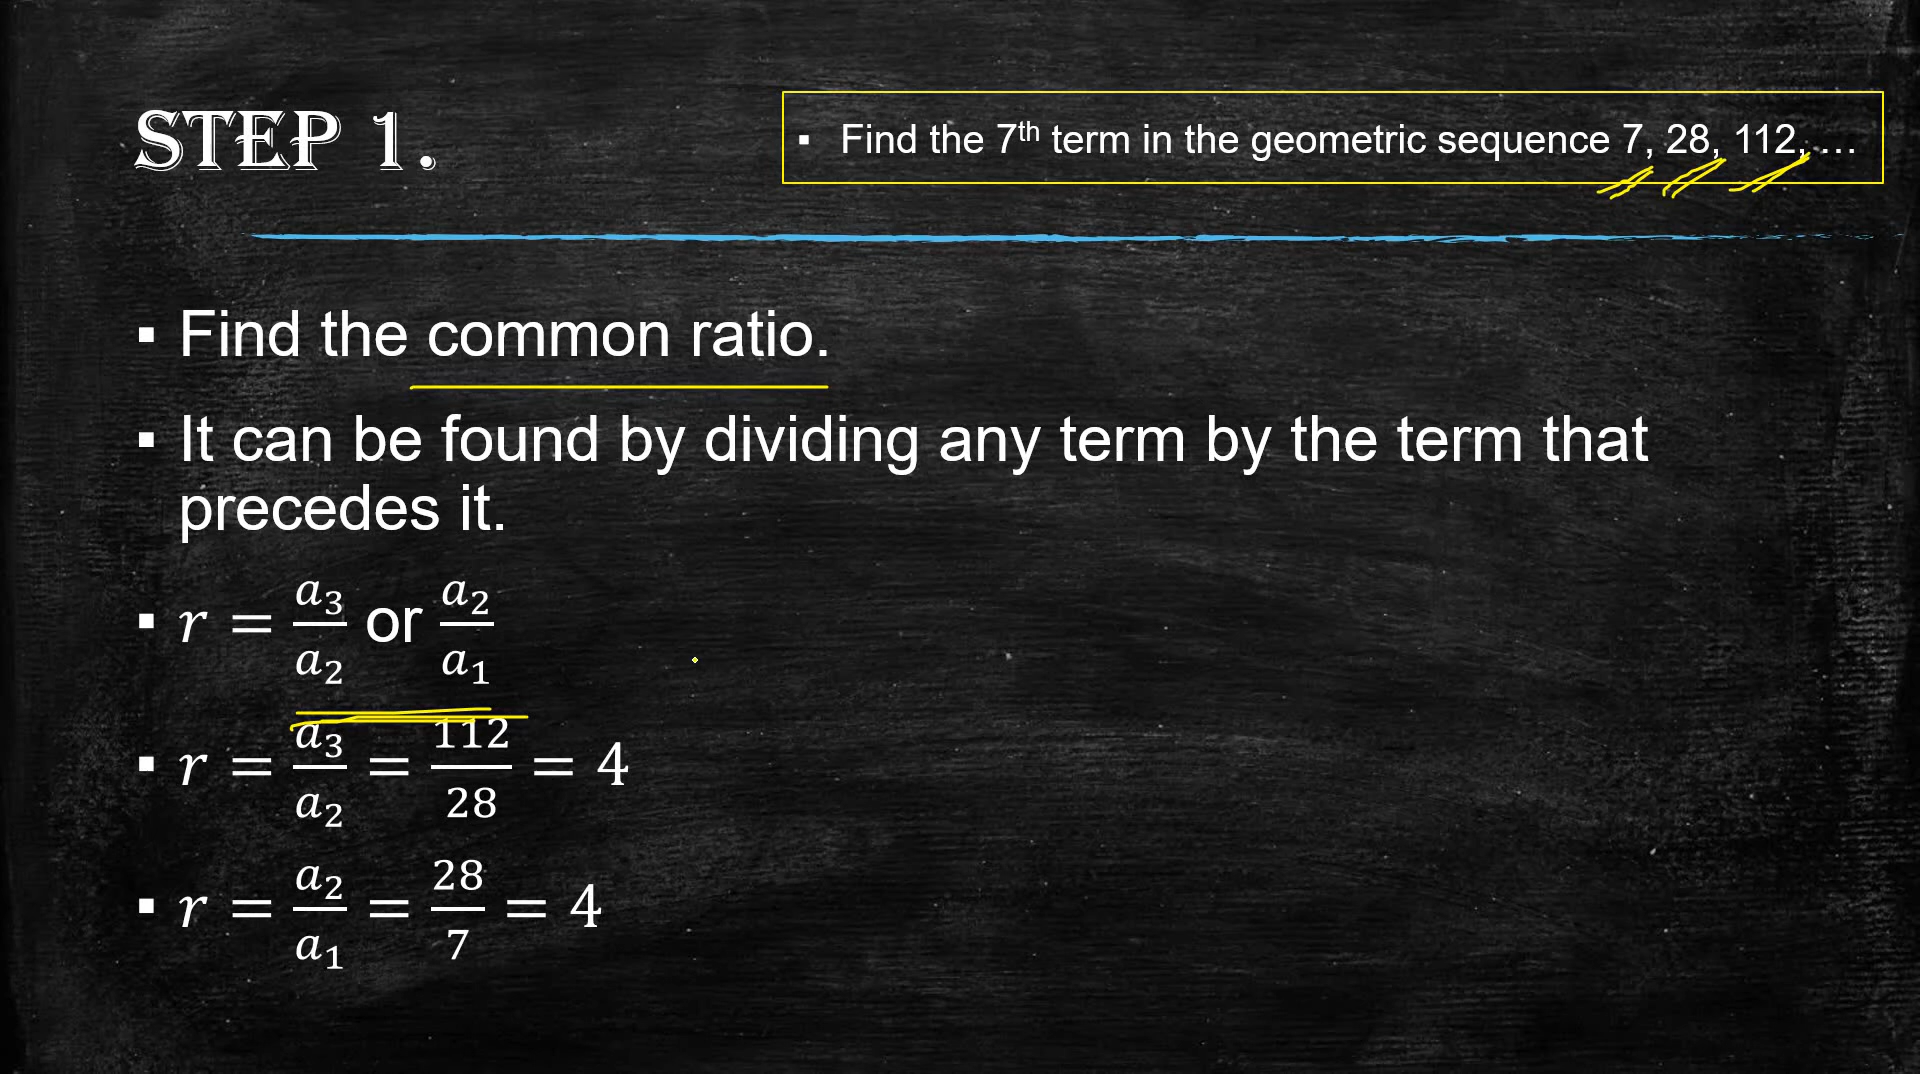 STEP 1.
▪ Find the 7th term in the geometric sequence 7, 28, 112, …
▪ Find the common ratio.
▪ It can be found by dividing any term by the term that
precedes it.
▪ r = a₃/a₂ or a₂/a₁
▪ r = a₃/a₂ = 112/28 = 4
▪ r = a₂/a₁ = 28/7 = 4